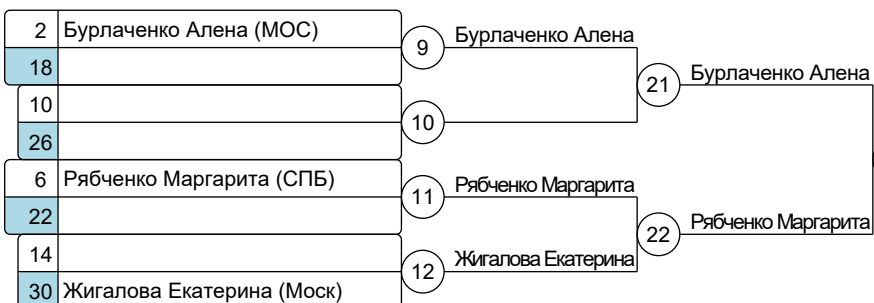 2 Бурлаченко Алена (МОС)
18
10
26
6 Рябченко Маргарита (СПБ)
22
14
30 Жигалова Екатерина (Моск)
9 Бурлаченко Алена
10
11 Рябченко Маргарита
12 Жигалова Екатерина
21 Бурлаченко Алена
22 Рябченко Маргарита